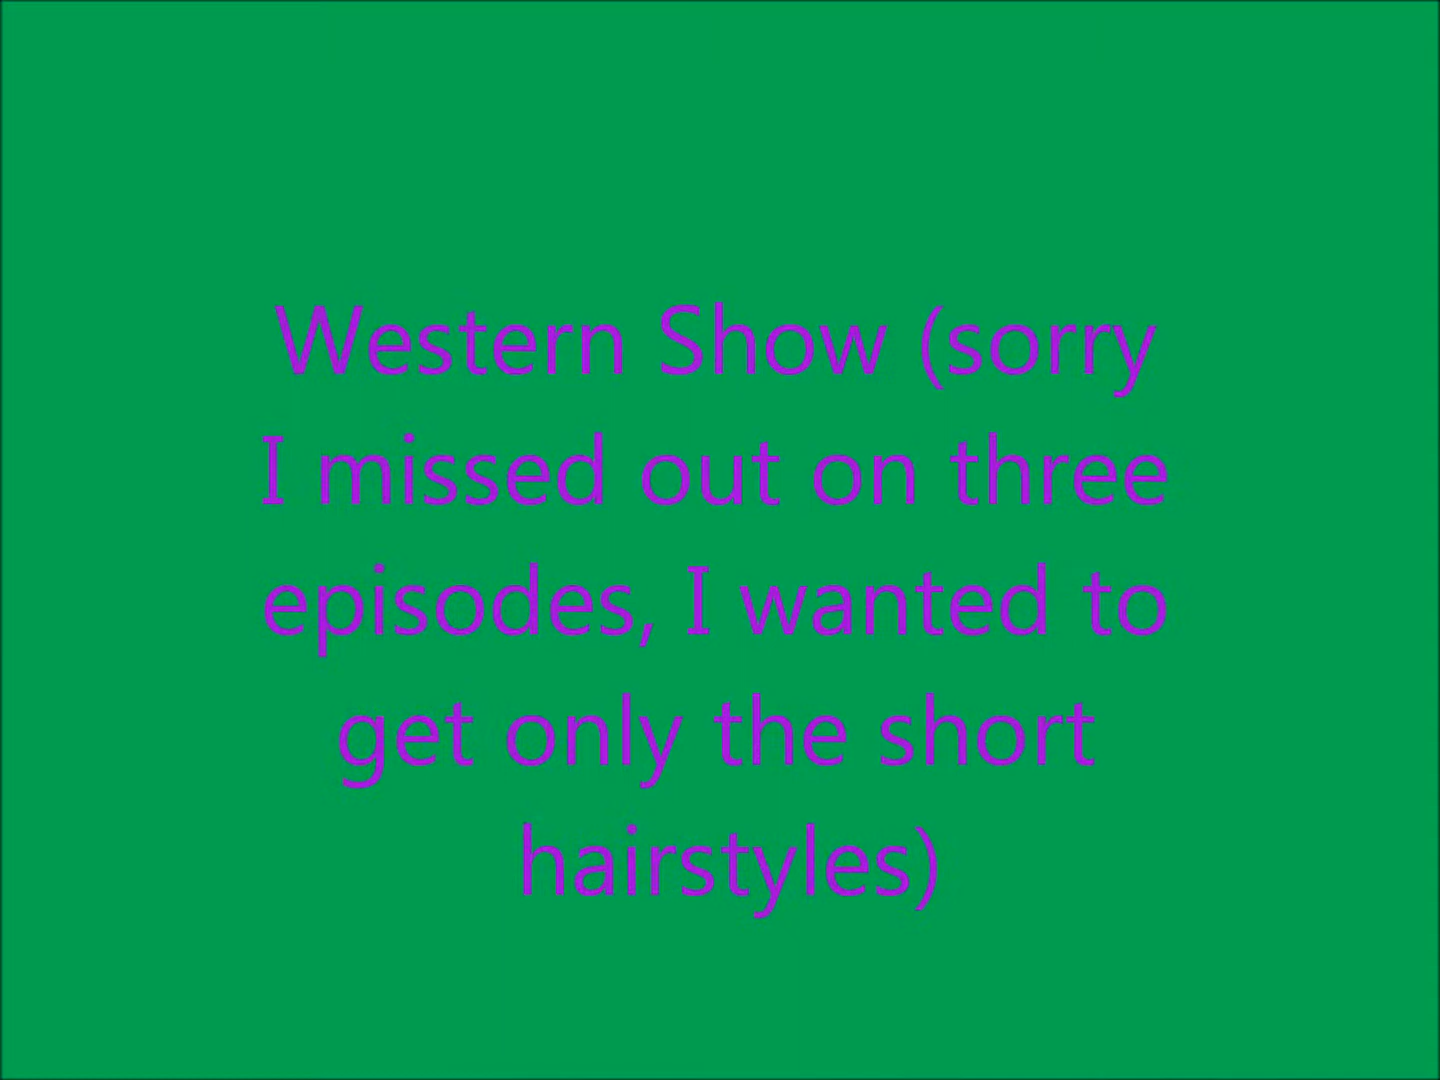 Western Show (sorry
I missed out on three
episodes, I wanted to
get only the short
hairstyles)